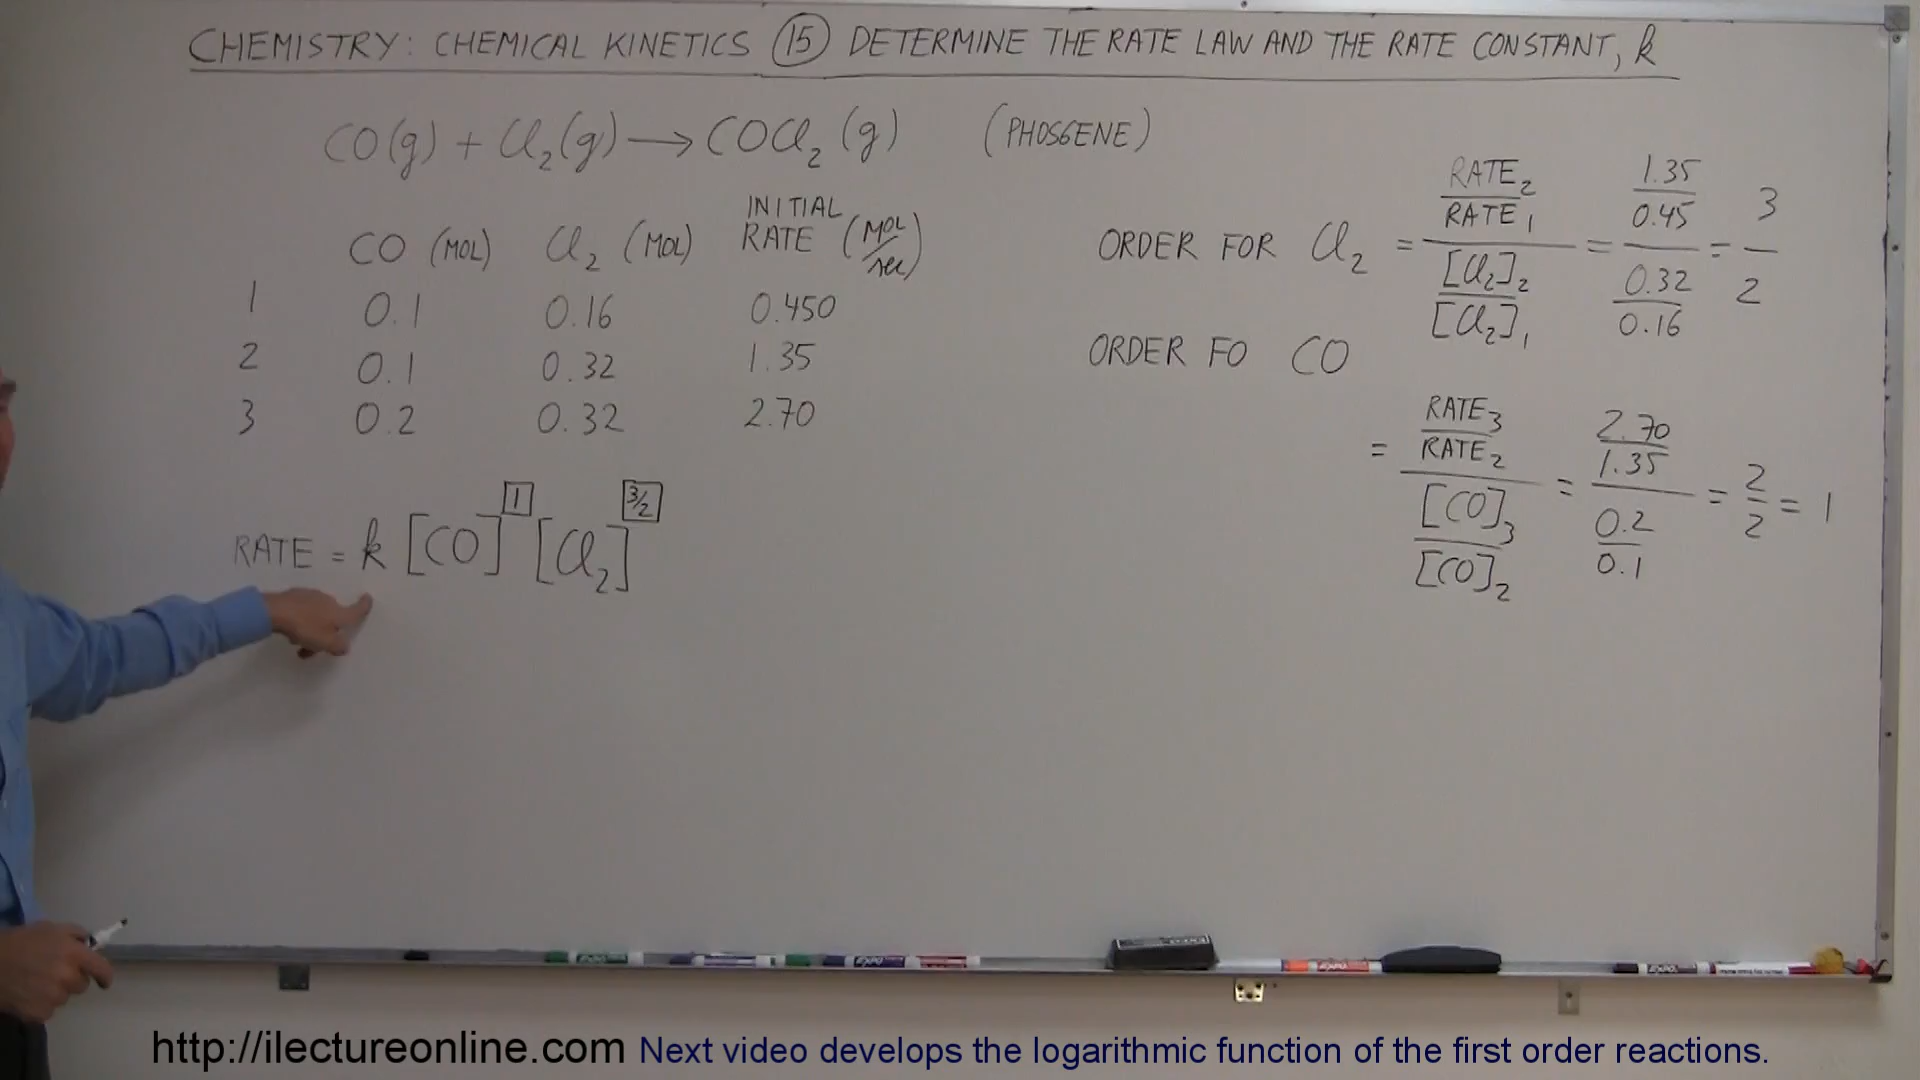 CHEMISTRY: CHEMICAL KINETICS (15) DETERMINE THE RATE LAW AND THE RATE CONSTANT, k
CO(g) + Cl₂(g) → COCl₂(g) (PHOSGENE)
CO (MOL) Cl₂ (MOL) INITIAL RATE (MOL/sec)
1 0.1 0.16 0.450
2 0.1 0.32 1.35
3 0.2 0.32 2.70
RATE = k [CO]^1 [Cl₂]^3/2
ORDER FOR Cl₂ = (RATE₂/RATE₁)/([Cl₂]₂/[Cl₂]₁) = (1.35/0.45)/(0.32/0.16) = 3/2
ORDER FO CO
= (RATE₃/RATE₂)/([CO]₃/[CO]₂) = (2.70/1.35)/(0.2/0.1) = 2/2 = 1
http://ilectureonline.com Next video develops the logarithmic function of the first order reactions.